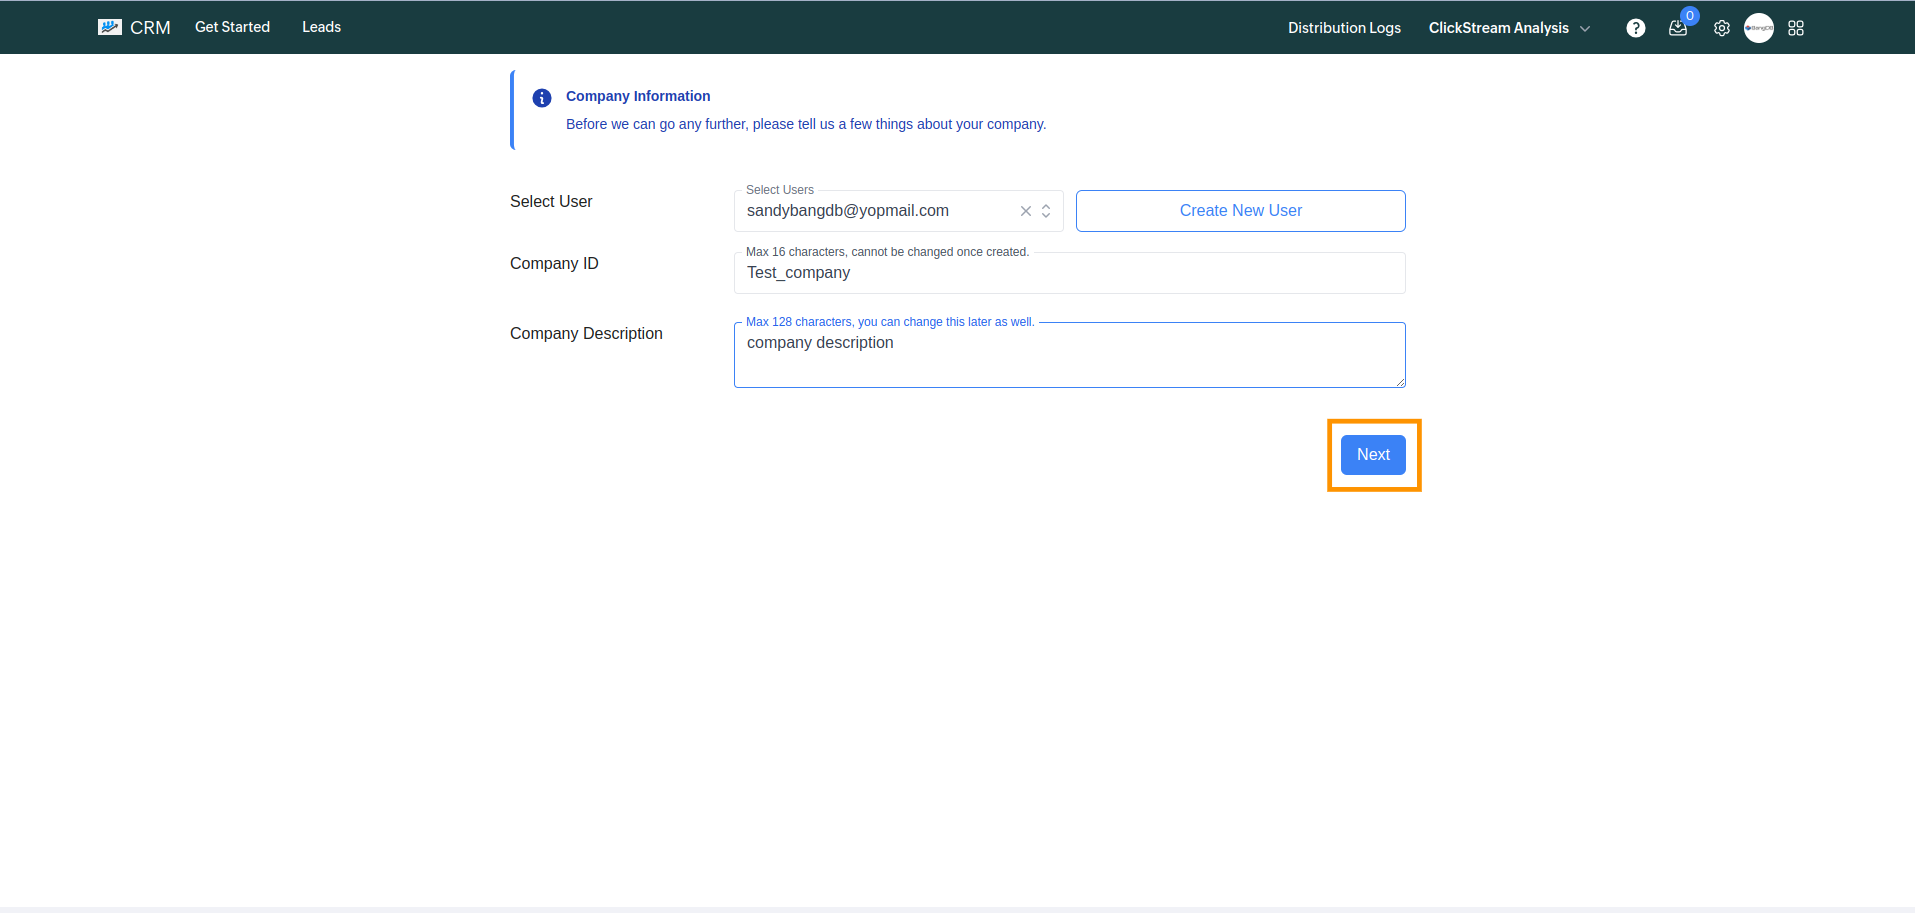 CRM Get Started Leads Distribution Logs ClickStream Analysis ? 0 BangDB
Company Information
Before we can go any further, please tell us a few things about your company.
Select User
Select Users
sandybangdb@yopmail.com
Create New User
Company ID
Max 16 characters, cannot be changed once created.
Test_company
Company Description
Max 128 characters, you can change this later as well.
company description
Next